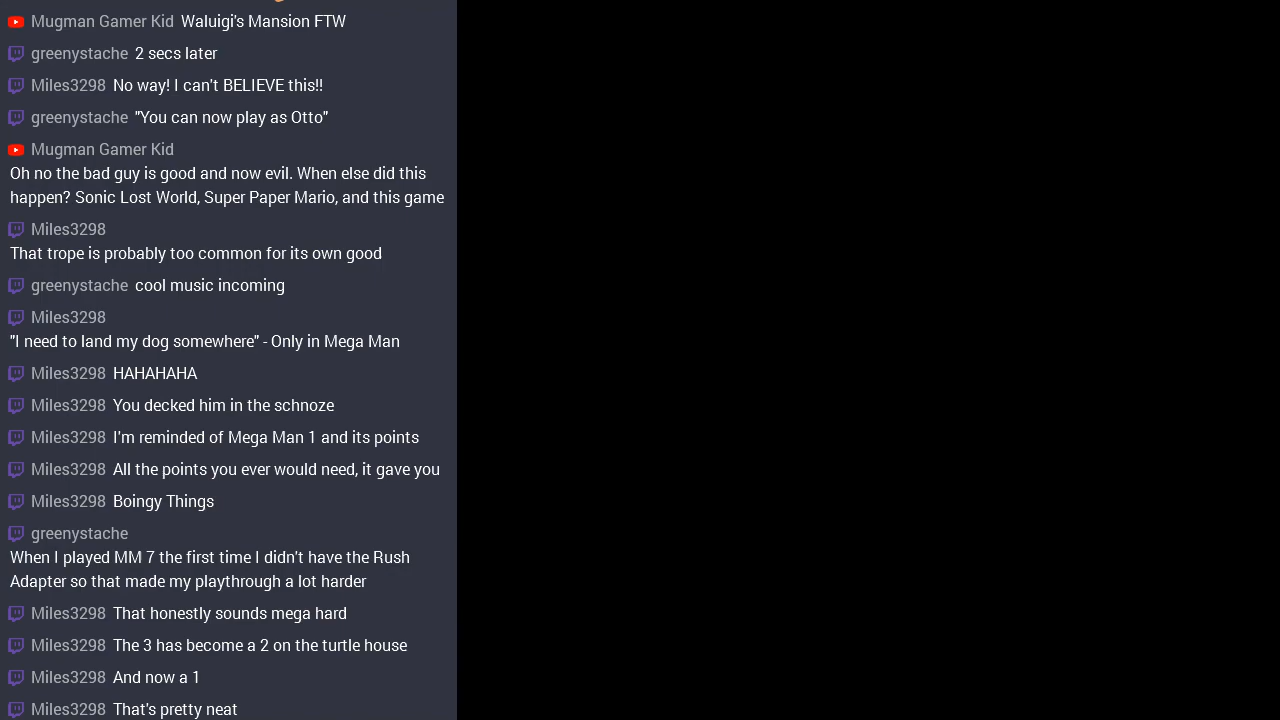 Mugman Gamer Kid Waluigi's Mansion FTW
greenystache 2 secs later
Miles3298 No way! I can't BELIEVE this!!
greenystache "You can now play as Otto"
Mugman Gamer Kid
Oh no the bad guy is good and now evil. When else did this
happen? Sonic Lost World, Super Paper Mario, and this game
Miles3298
That trope is probably too common for its own good
greenystache cool music incoming
Miles3298
"I need to land my dog somewhere" - Only in Mega Man
Miles3298 HAHAHAHA
Miles3298 You decked him in the schnoze
Miles3298 I'm reminded of Mega Man 1 and its points
Miles3298 All the points you ever would need, it gave you
Miles3298 Boingy Things
greenystache
When I played MM 7 the first time I didn't have the Rush
Adapter so that made my playthrough a lot harder
Miles3298 That honestly sounds mega hard
Miles3298 The 3 has become a 2 on the turtle house
Miles3298 And now a 1
Miles3298 That's pretty neat